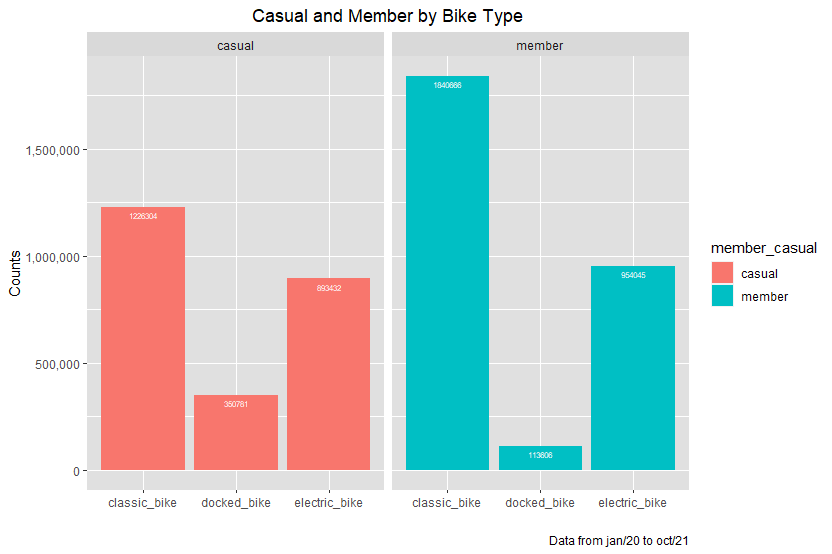 Casual and Member by Bike Type
casual
member
Counts
1,500,000
1,000,000
500,000
0
1226304
350781
893432
1840666
113606
954045
classic_bike
docked_bike
electric_bike
classic_bike
docked_bike
electric_bike
member_casual
casual
member
Data from jan/20 to oct/21